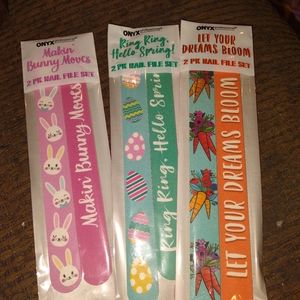 ONYX
Makin'
Bunny Moves
2 PK NAIL FILE SET
Makin' Bunny Moves
ONYX
Ring Ring,
Hello Spring!
2 PK NAIL FILE SET
Ring Ring, Hello Spring
ONYX
LET YOUR
DREAMS BLOOM
2 PK NAIL FILE SET
LET YOUR DREAMS BLOOM